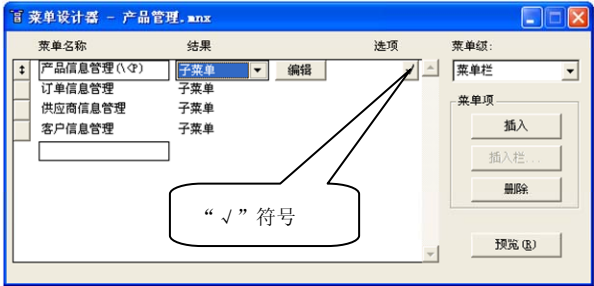 菜单设计器 - 产品管理.mnx
菜单名称 结果 选项 菜单级:
产品信息管理(\<P) 子菜单 编辑 √ 菜单栏
订单信息管理 子菜单
供应商信息管理 子菜单
客户信息管理 子菜单
菜单项
插入
插入栏...
删除
预览(R)
“√”符号